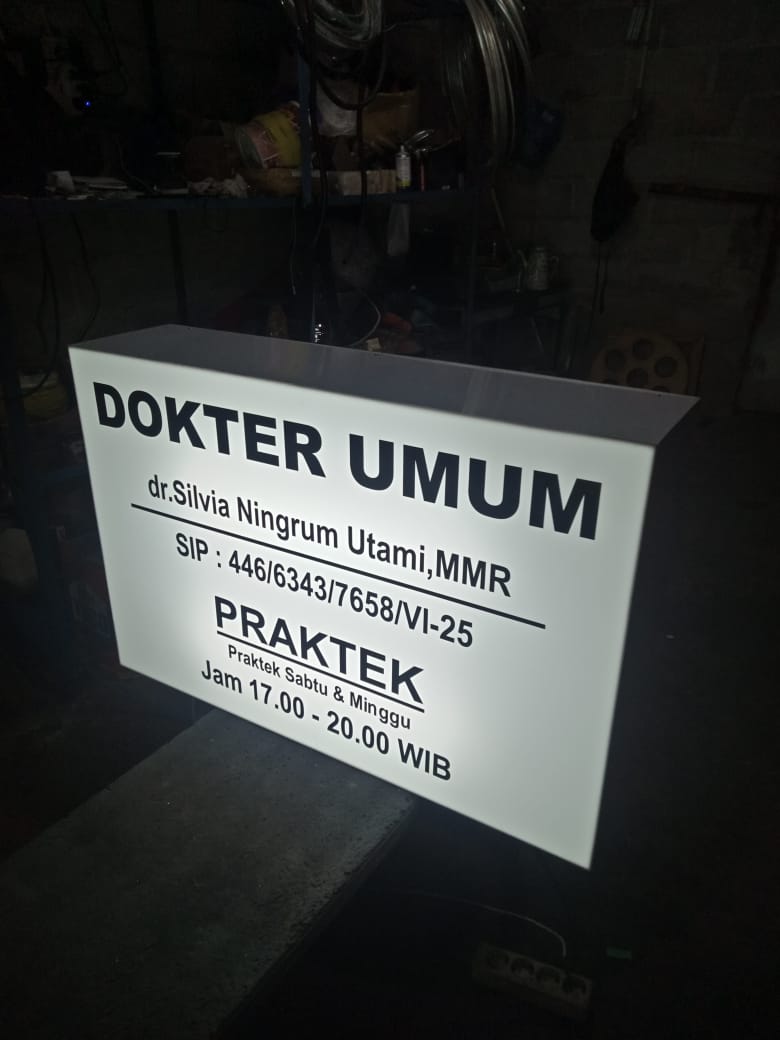 DOKTER UMUM
dr.Silvia Ningrum Utami,MMR
SIP : 446/6343/7658/VI-25
PRAKTEK
Praktek Sabtu & Minggu
Jam 17.00 - 20.00 WIB